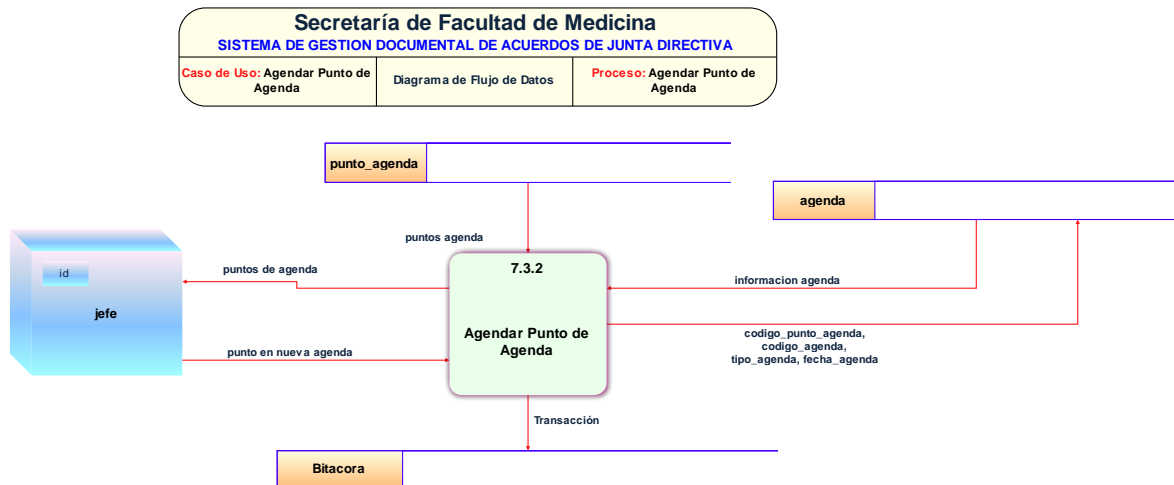 Secretaría de Facultad de Medicina
SISTEMA DE GESTION DOCUMENTAL DE ACUERDOS DE JUNTA DIRECTIVA
Caso de Uso: Agendar Punto de
Agenda
Diagrama de Flujo de Datos
Proceso: Agendar Punto de
Agenda
punto_agenda
agenda
puntos agenda
id
jefe
puntos de agenda
7.3.2
Agendar Punto de
Agenda
informacion agenda
codigo_punto_agenda,
codigo_agenda,
tipo_agenda, fecha_agenda
punto en nueva agenda
Transacción
Bitacora